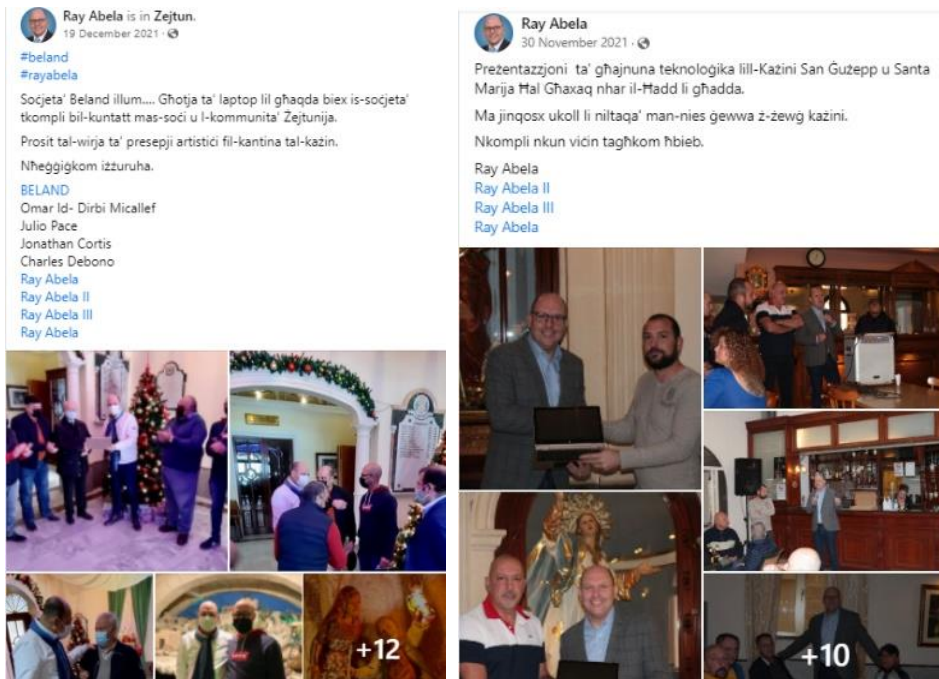 Ray Abela is in Zejtun.
19 December 2021 ·
#beland
#rayabela
Soċjeta' Beland illum.... Għotja ta' laptop lil għaqda biex is-soċjeta'
tkompli bil-kuntatt mas-soċi u l-kommunita' Żejtunija.
Prosit tal-wirja ta' presepji artistiċi fil-kantina tal-każin.
Nħeġġiġkom iżżuruha.
BELAND
Omar Id- Dirbi Micallef
Julio Pace
Jonathan Cortis
Charles Debono
Ray Abela
Ray Abela II
Ray Abela III
Ray Abela
+12
Ray Abela
30 November 2021 ·
Preżentazzjoni ta' għajnuna teknoloġika lill-Każini San Ġużepp u Santa
Marija Ħal Għaxaq nhar il-Ħadd li għadda.
Ma jinqosx ukoll li niltaqa' man-nies ġewwa ż-żewġ każini.
Nkompli nkun viċin tagħkom ħbieb.
Ray Abela
Ray Abela II
Ray Abela III
Ray Abela
+10